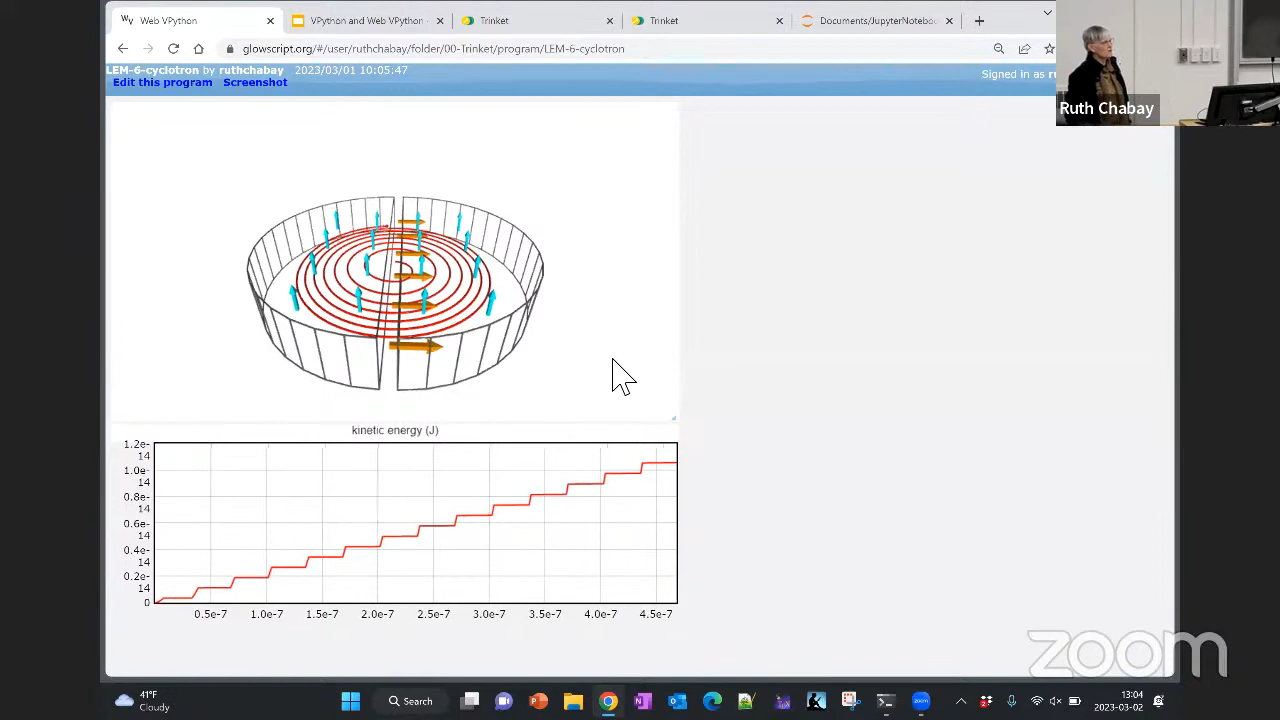 Web VPython
VPython and Web VPython -
Trinket
Trinket
Documents/JupyterNotebou
glowscript.org/#/user/ruthchabay/folder/00-Trinket/program/LEM-6-cyclotron
LEM-6-cyclotron by ruthchabay 2023/03/01 10:05:47
Signed in as ru
Edit this program Screenshot
Ruth Chabay
kinetic energy (J)
1.2e-
14
1.0e-
14
0.8e-
14
0.6e-
14
0.4e-
14
0.2e-
14
0
0.5e-7 1.0e-7 1.5e-7 2.0e-7 2.5e-7 3.0e-7 3.5e-7 4.0e-7 4.5e-7
zoom
41°F
Cloudy
Search
13:04
2023-03-02